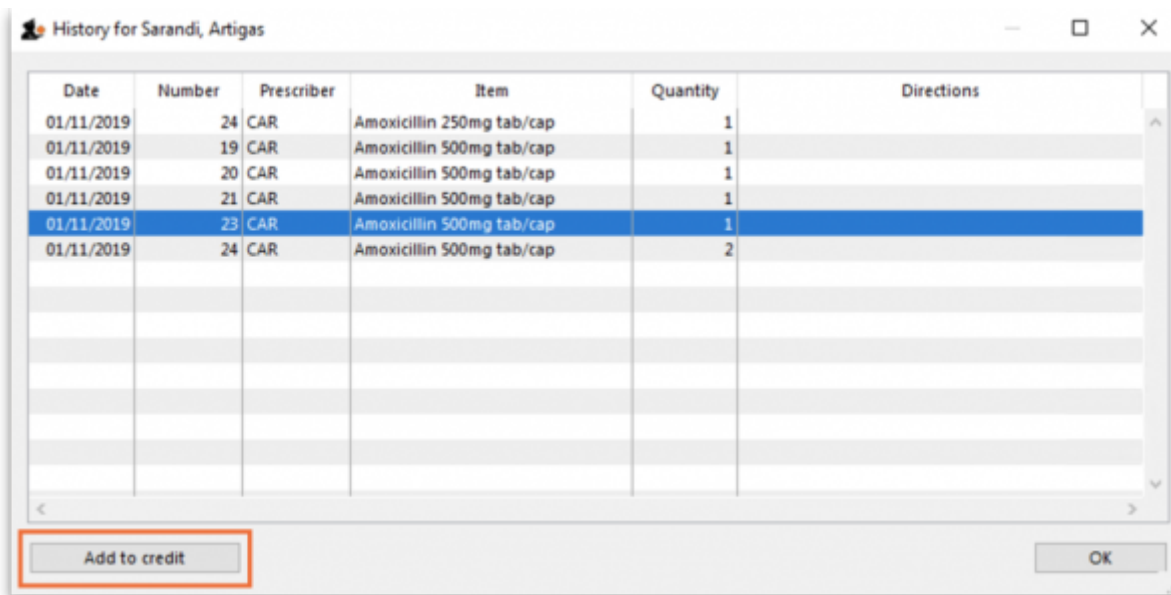 History for Sarandi, Artigas
Date Number Prescriber Item Quantity Directions
01/11/2019 24 CAR Amoxicillin 250mg tab/cap 1
01/11/2019 19 CAR Amoxicillin 500mg tab/cap 1
01/11/2019 20 CAR Amoxicillin 500mg tab/cap 1
01/11/2019 21 CAR Amoxicillin 500mg tab/cap 1
01/11/2019 23 CAR Amoxicillin 500mg tab/cap 1
01/11/2019 24 CAR Amoxicillin 500mg tab/cap 2
Add to credit OK